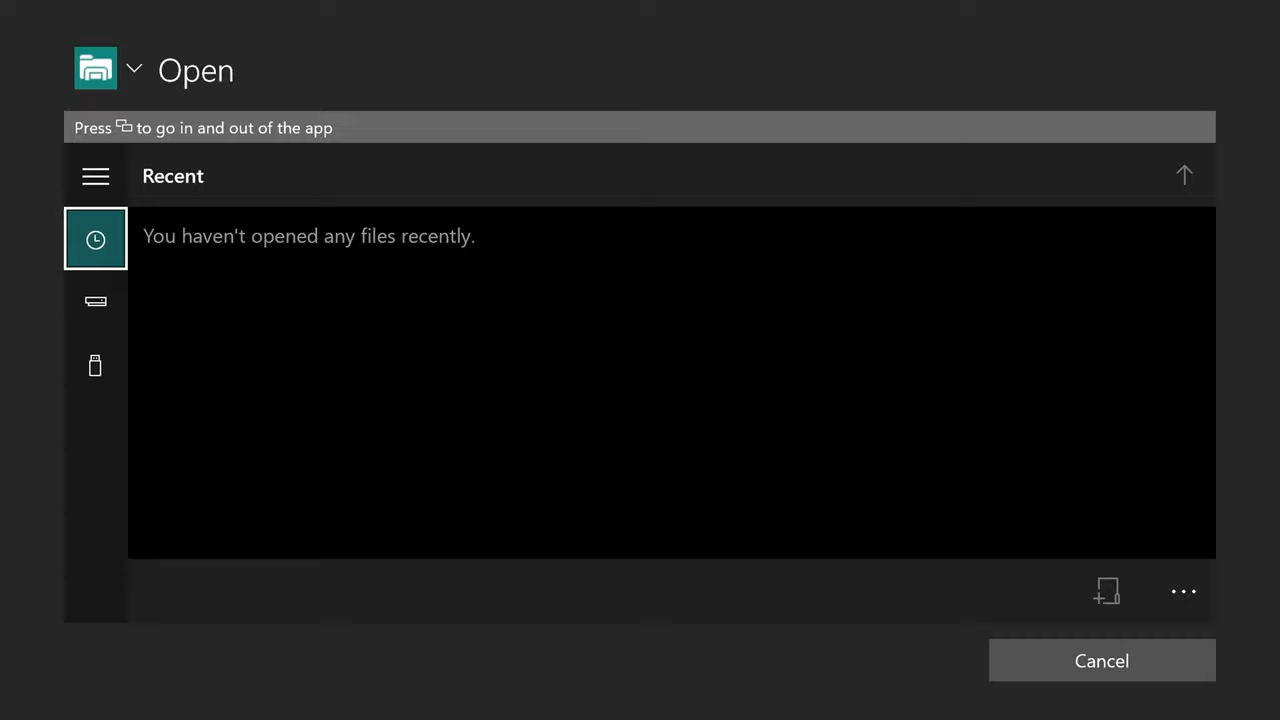 Open
Press to go in and out of the app
Recent
You haven't opened any files recently.
Cancel